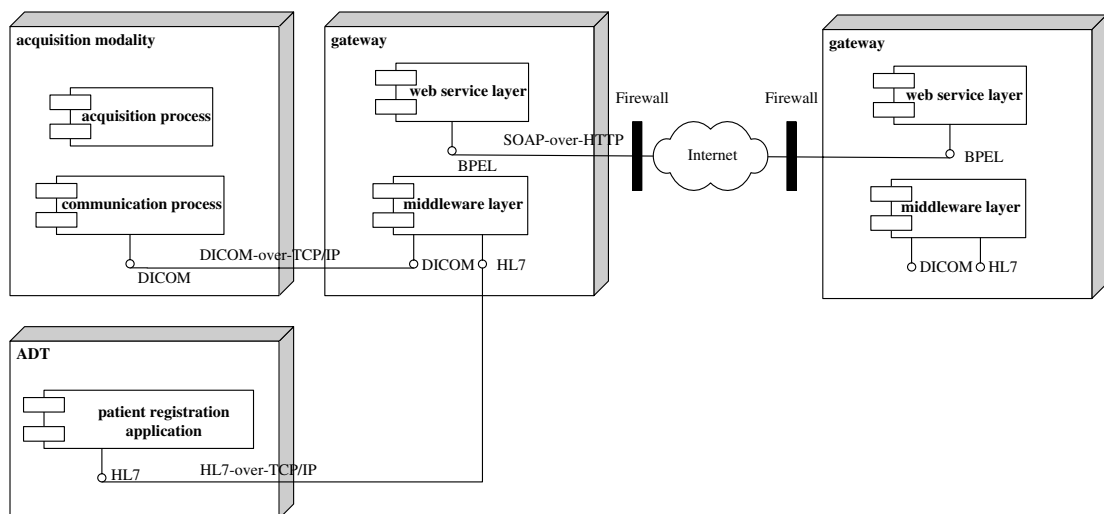 acquisition modality
acquisition process
communication process
DICOM
DICOM-over-TCP/IP
gateway
web service layer
BPEL
SOAP-over-HTTP
middleware layer
DICOM
HL7
Firewall
Internet
Firewall
gateway
web service layer
BPEL
middleware layer
DICOM
HL7
ADT
patient registration
application
HL7
HL7-over-TCP/IP